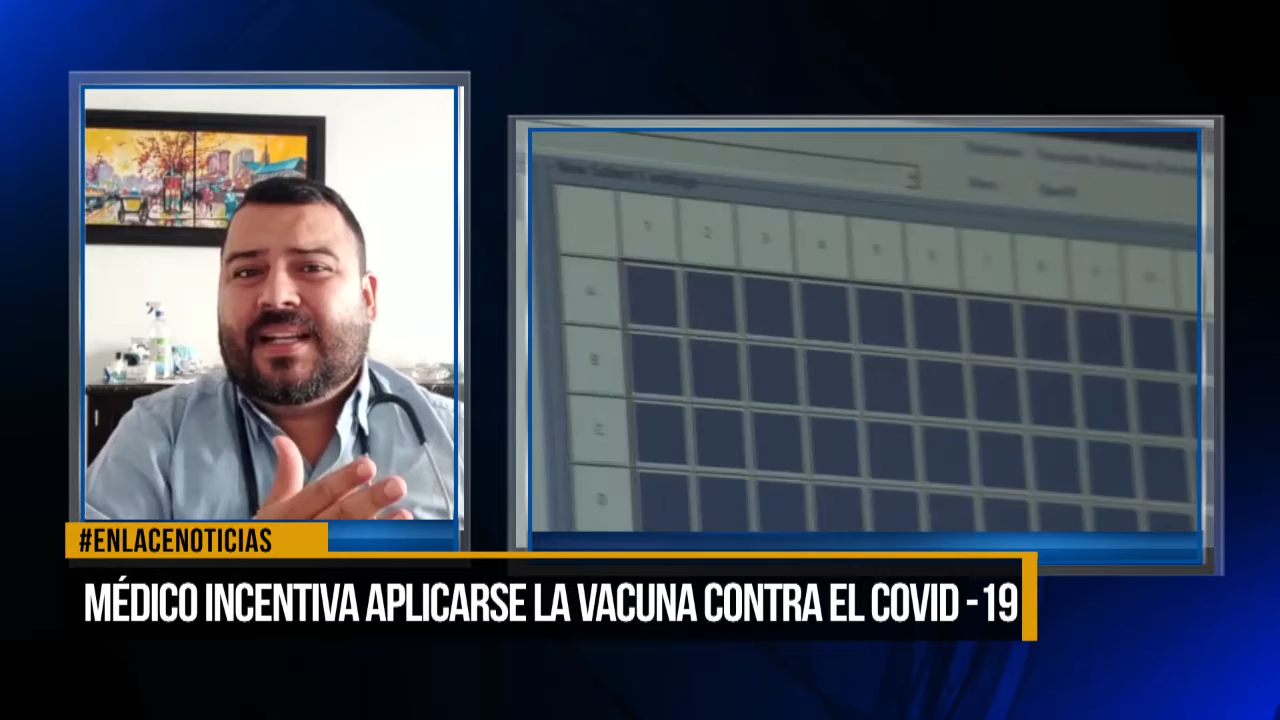 #ENLACENOTICIAS
MÉDICO INCENTIVA APLICARSE LA VACUNA CONTRA EL COVID -19